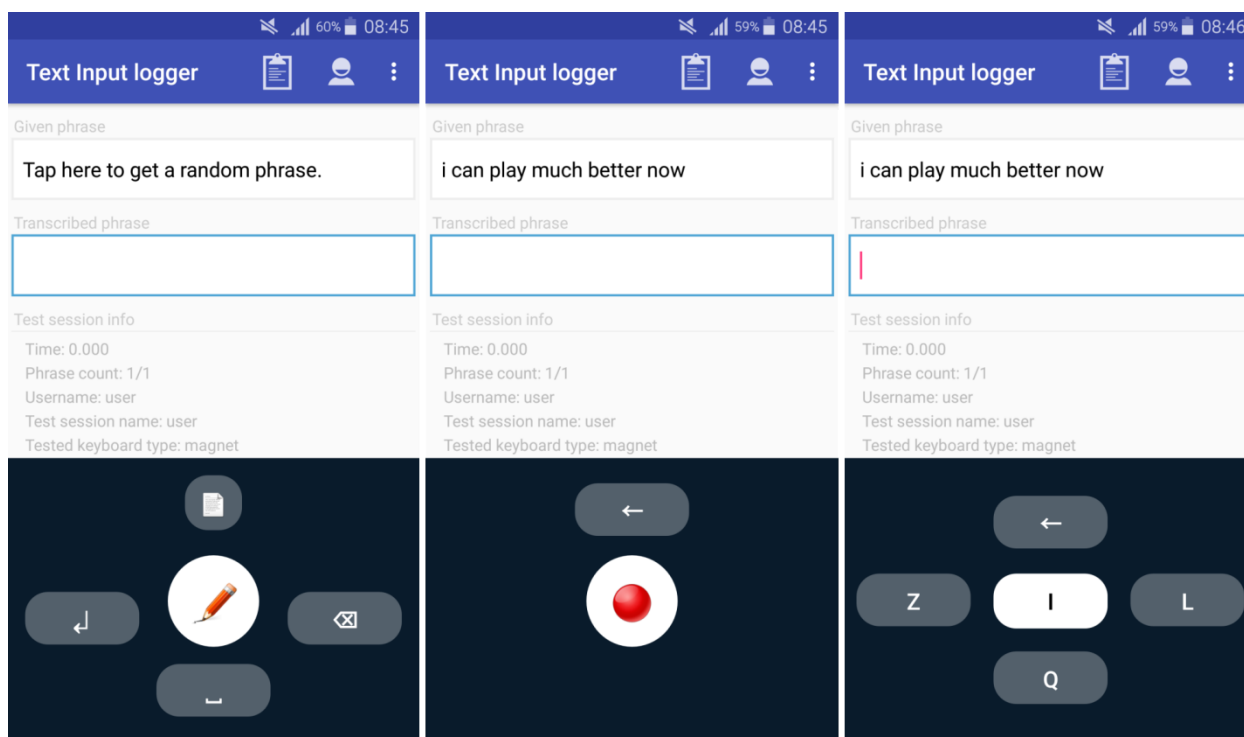 60% 08:45
Text Input logger
Given phrase
Tap here to get a random phrase.
Transcribed phrase
Test session info
Time: 0.000
Phrase count: 1/1
Username: user
Test session name: user
Tested keyboard type: magnet
59% 08:45
Text Input logger
Given phrase
i can play much better now
Transcribed phrase
Test session info
Time: 0.000
Phrase count: 1/1
Username: user
Test session name: user
Tested keyboard type: magnet
←
59% 08:46
Text Input logger
Given phrase
i can play much better now
Transcribed phrase
Test session info
Time: 0.000
Phrase count: 1/1
Username: user
Test session name: user
Tested keyboard type: magnet
←
Z I L
Q